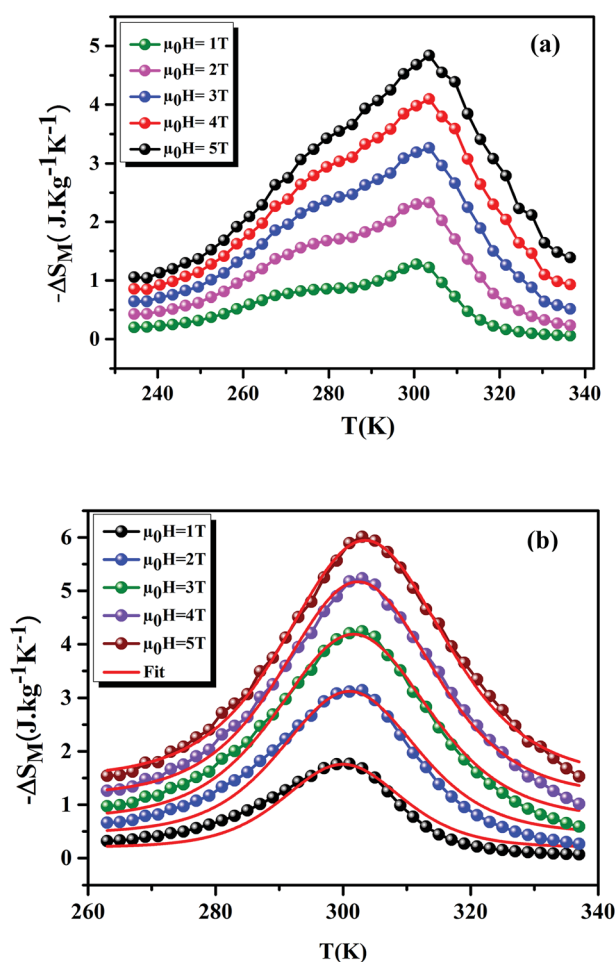 (a)
μ₀H= 1T
μ₀H= 2T
μ₀H= 3T
μ₀H= 4T
μ₀H= 5T
-ΔS_M( J.Kg⁻¹K⁻¹)
5
4
3
2
1
0
240 260 280 300 320 340
T(K)
(b)
μ₀H=1T
μ₀H=2T
μ₀H=3T
μ₀H=4T
μ₀H=5T
Fit
-ΔS_M(J.kg⁻¹K⁻¹)
6
5
4
3
2
1
0
260 280 300 320 340
T(K)